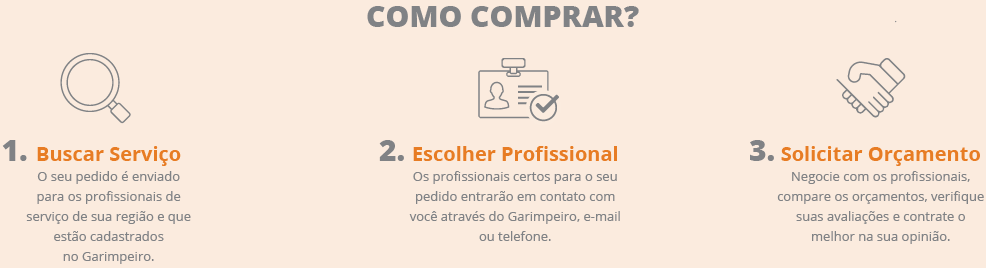 COMO COMPRAR?
1. Buscar Serviço
O seu pedido é enviado
para os profissionais de
serviço de sua região e que
estão cadastrados
no Garimpeiro.
2. Escolher Profissional
Os profissionais certos para o seu
pedido entrarão em contato com
você através do Garimpeiro, e-mail
ou telefone.
3. Solicitar Orçamento
Negocie com os profissionais,
compare os orçamentos, verifique
suas avaliações e contrate o
melhor na sua opinião.